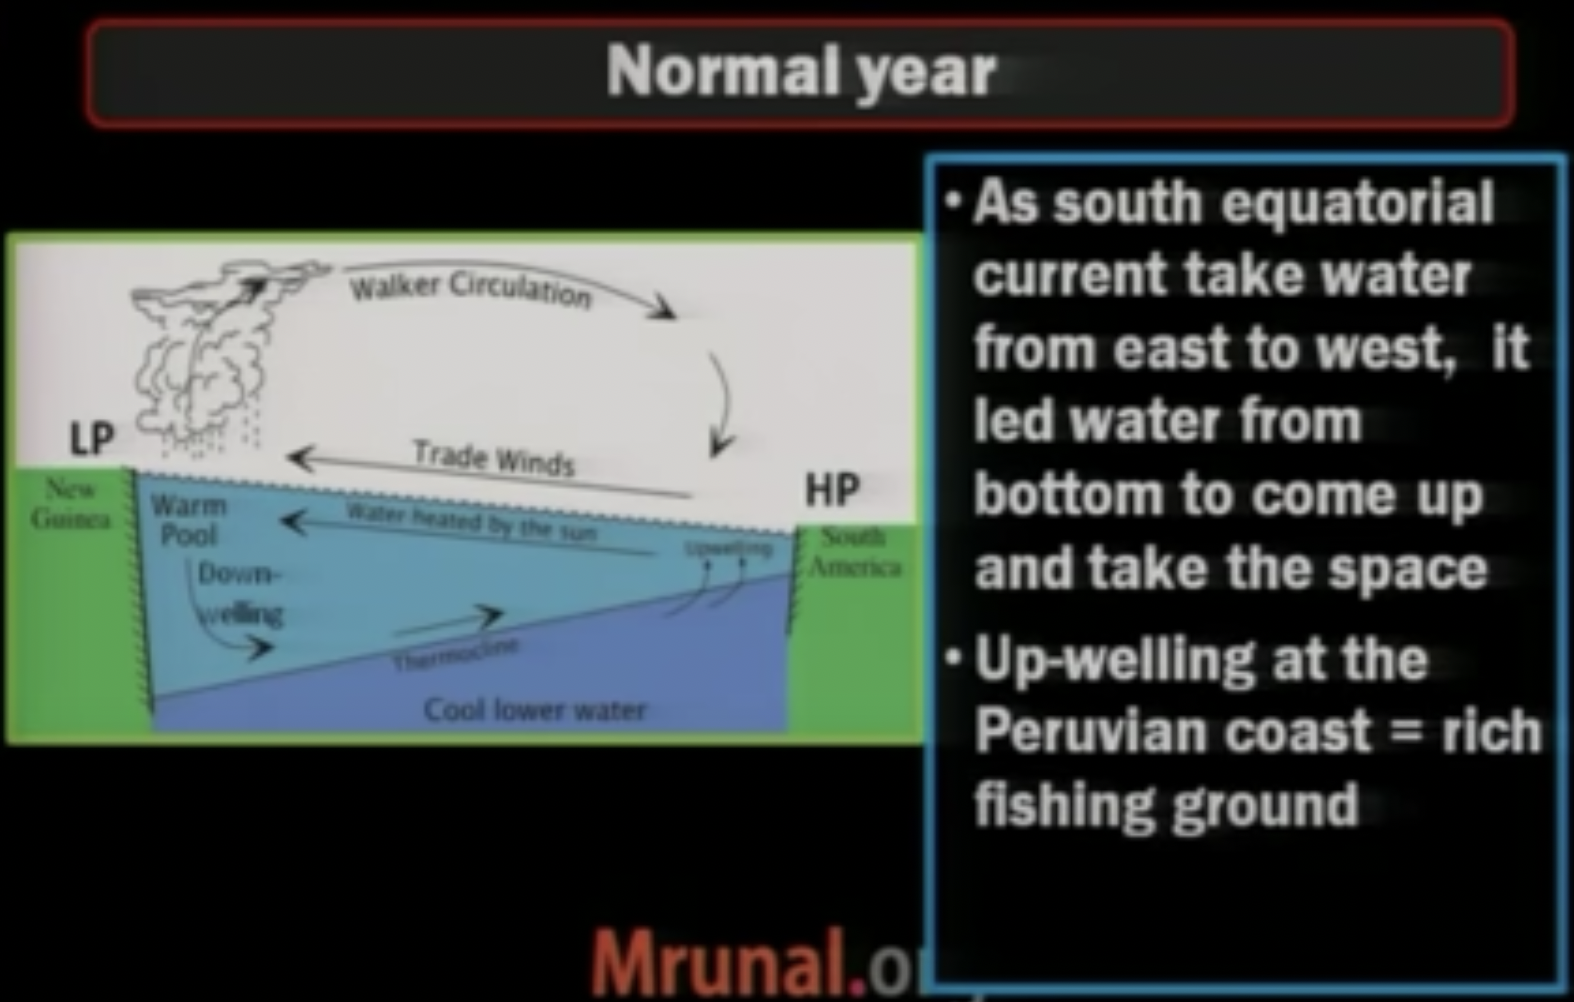 Normal year
Walker Circulation
LP
Trade Winds
HP
New
Guinea
Warm
Pool
Water heated by the sun
Upwelling
South
America
Down-
welling
Thermocline
Cool lower water
• As south equatorial
current take water
from east to west, it
led water from
bottom to come up
and take the space
• Up-welling at the
Peruvian coast = rich
fishing ground
Mrunal.o